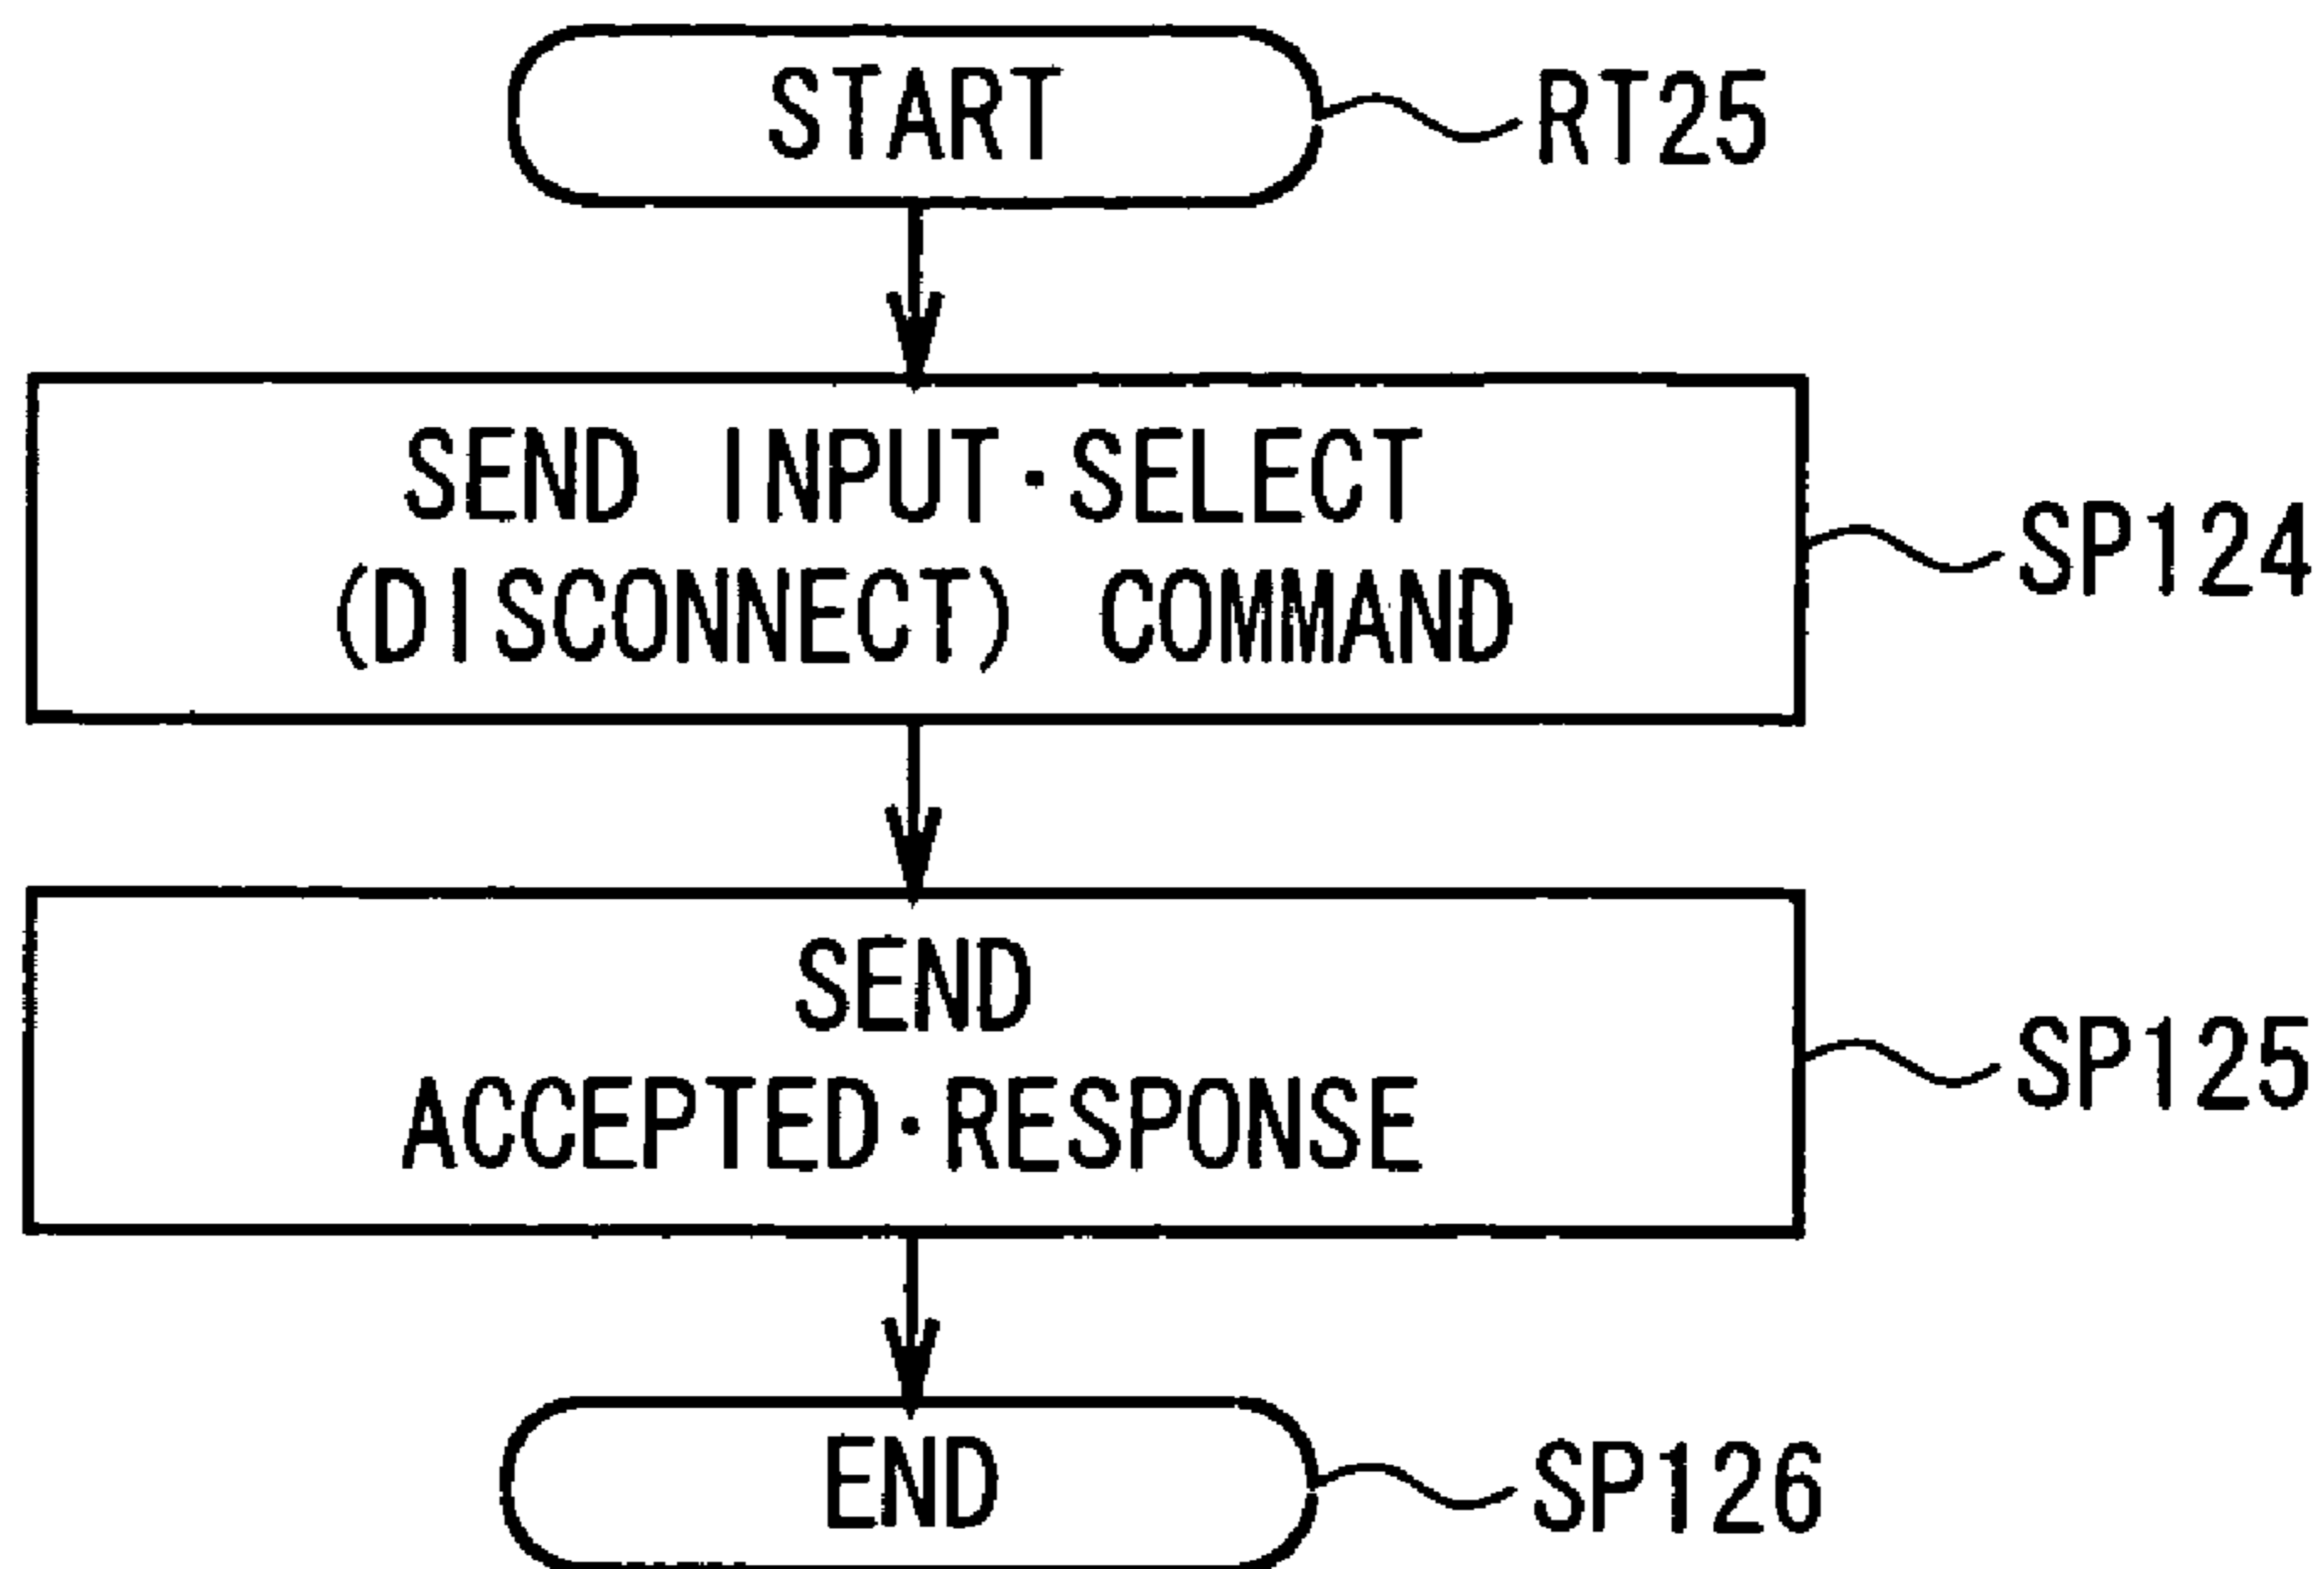 START
RT25
SEND INPUT·SELECT
(DISCONNECT) COMMAND
SP124
SEND
ACCEPTED·RESPONSE
SP125
END
SP126